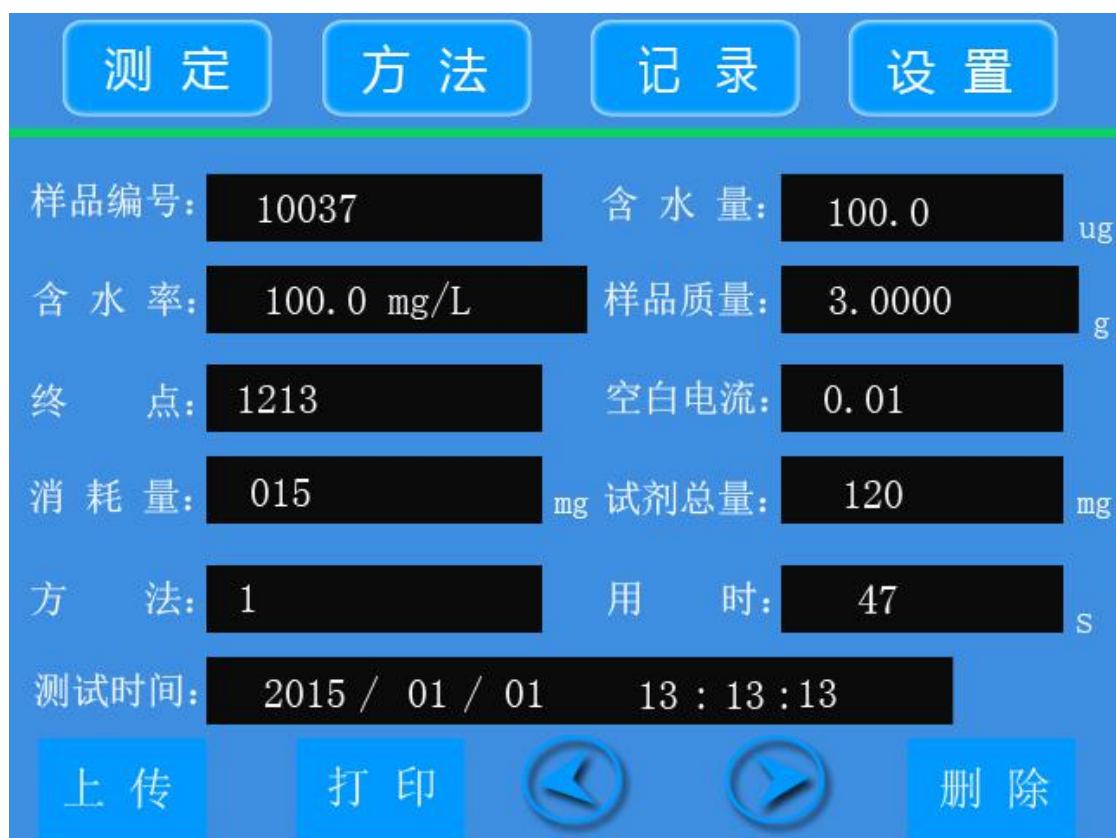 测 定 方 法 记 录 设 置
样品编号： 10037 含 水 量： 100.0 ug
含 水 率： 100.0 mg/L 样品质量： 3.0000 g
终 点： 1213 空白电流： 0.01
消 耗 量： 015 mg 试剂总量： 120 mg
方 法： 1 用 时： 47 S
测试时间： 2015 / 01 / 01 13 : 13 :13
上 传 打 印 删 除